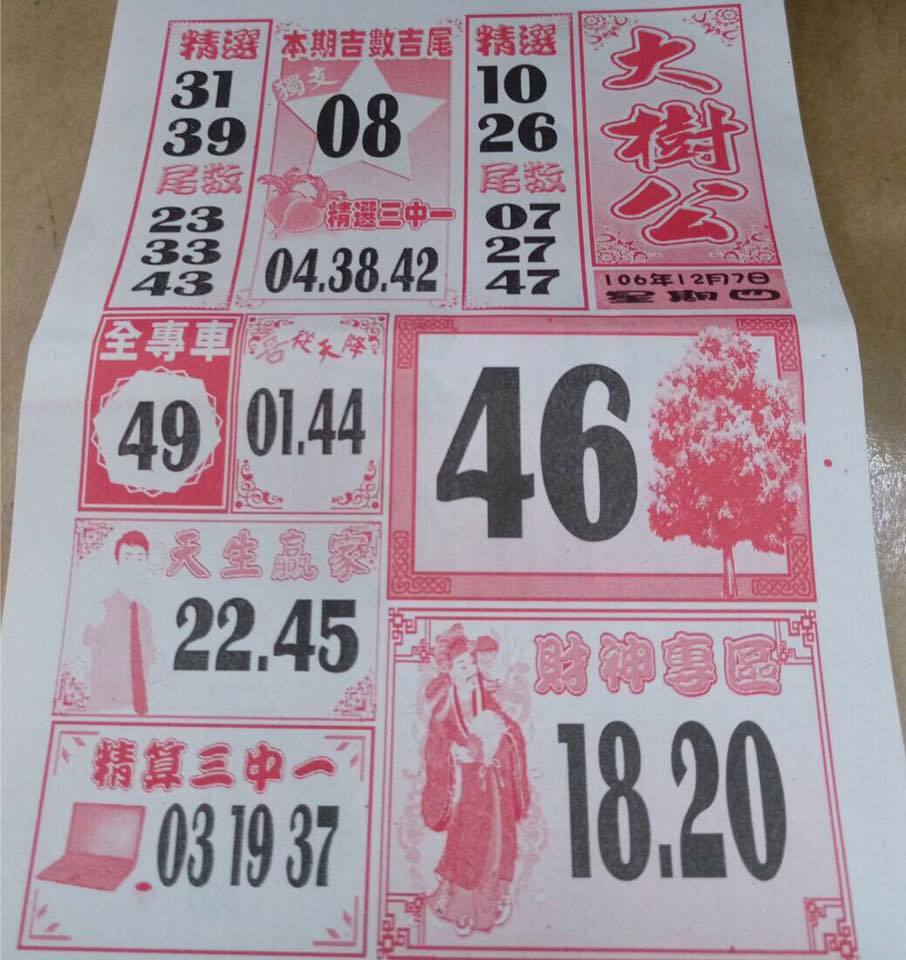 大樹公
106年12月7日
星期四
精選
10
26
尾数
07
27
47
本期吉數吉尾
獨支
08
精選三中一
04.38.42
精選
31
39
尾数
23
33
43
全專車
49
喜從天降
01.44
46
天生贏家
22.45
財神專區
18.20
精算三中一
03 19 37